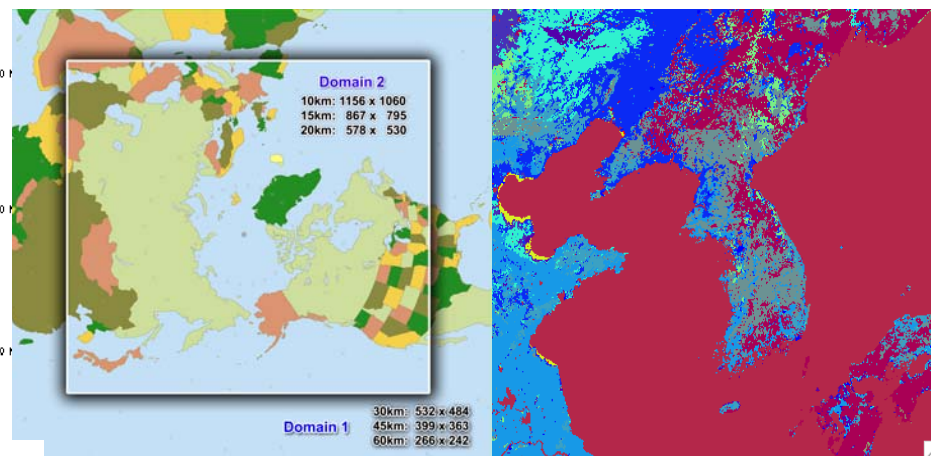 Domain 2
10km: 1156 x 1060
15km: 867 x 795
20km: 578 x 530
Domain 1
30km: 532 x 484
45km: 399 x 363
60km: 266 x 242